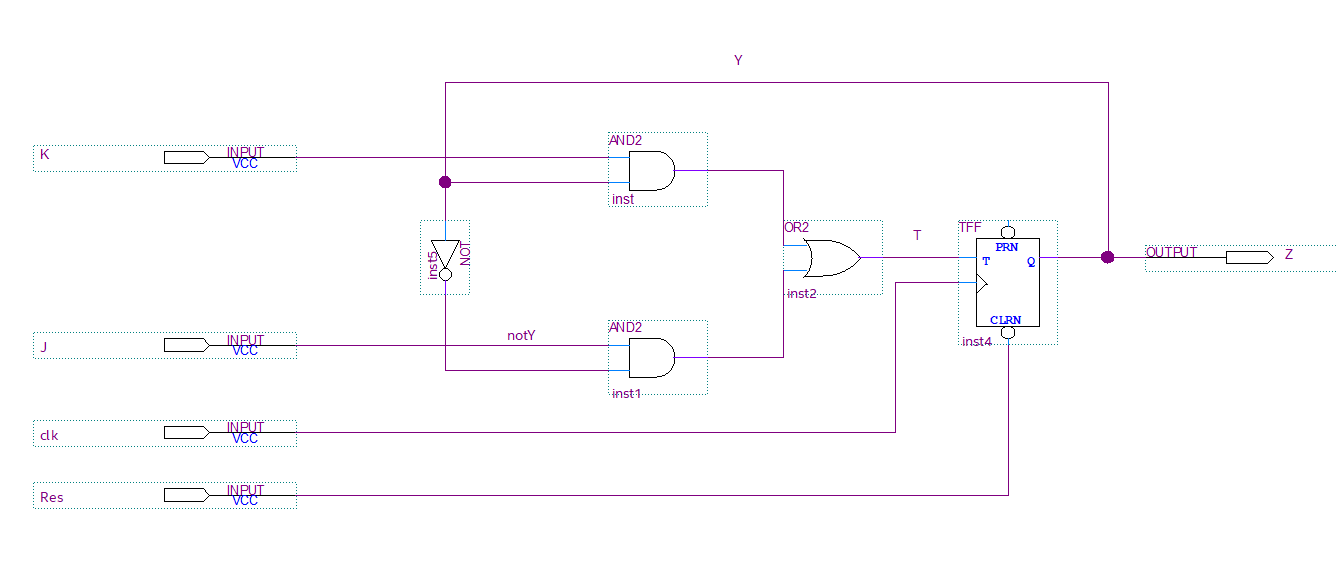 Y
K
INPUT
VCC
AND2
inst
NOT
inst5
OR2
inst2
T
TFF
PRN
T
Q
CLRN
inst4
OUTPUT
Z
J
INPUT
VCC
notY
AND2
inst1
clk
INPUT
VCC
Res
INPUT
VCC